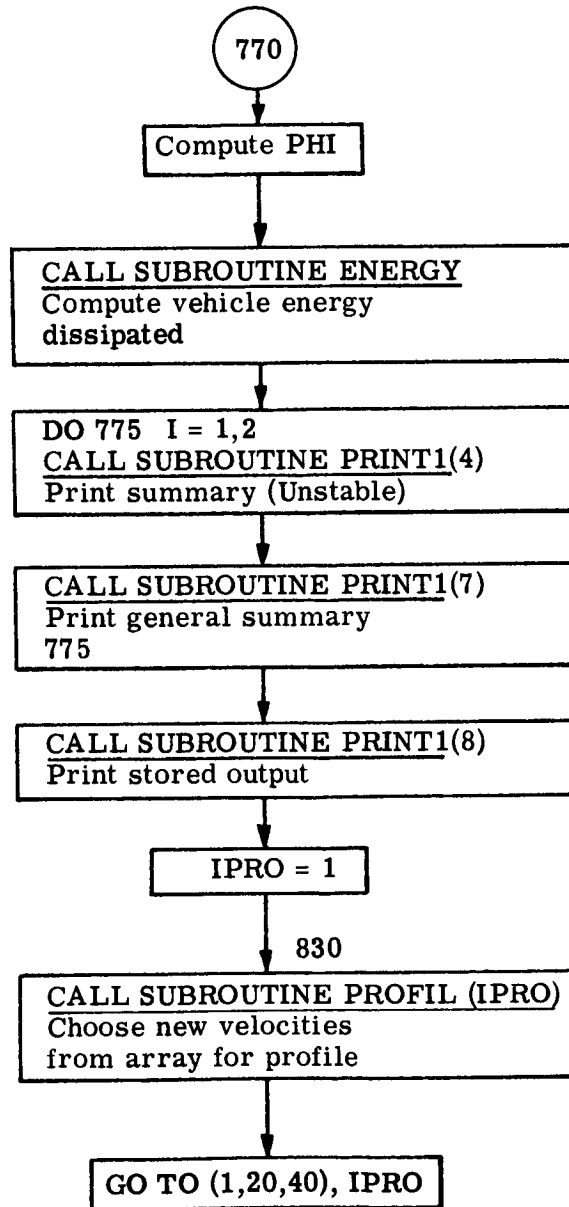 770
Compute PHI
CALL SUBROUTINE ENERGY
Compute vehicle energy
dissipated
DO 775 I = 1,2
CALL SUBROUTINE PRINT1(4)
Print summary (Unstable)
CALL SUBROUTINE PRINT1(7)
Print general summary
775
CALL SUBROUTINE PRINT1(8)
Print stored output
IPRO = 1
830
CALL SUBROUTINE PROFIL (IPRO)
Choose new velocities
from array for profile
GO TO (1,20,40), IPRO